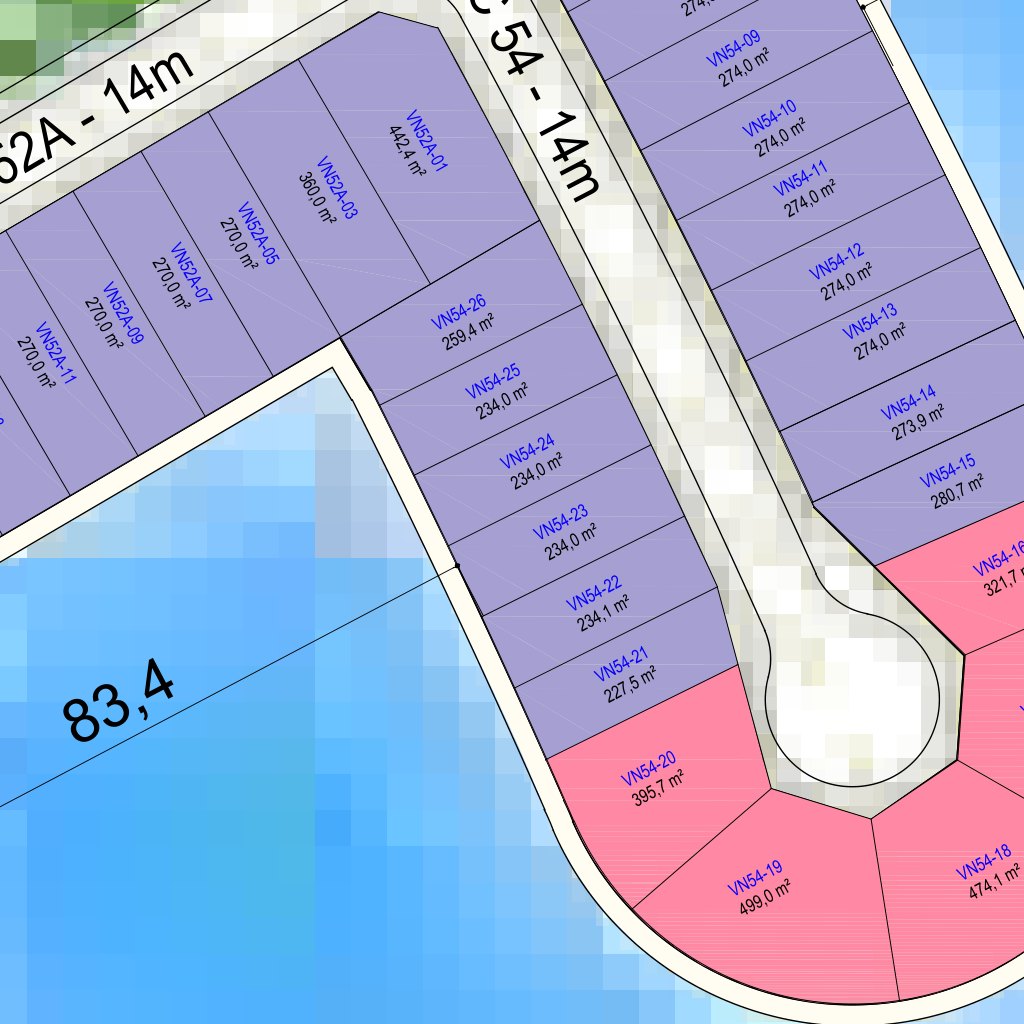 52A - 14m
C 54 - 14m
VN52A-01
442,4 m²
VN52A-03
360,0 m²
VN52A-05
270,0 m²
VN52A-07
270,0 m²
VN52A-09
270,0 m²
VN52A-11
270,0 m²
VN54-09
274,0 m²
VN54-10
274,0 m²
VN54-11
274,0 m²
VN54-12
274,0 m²
VN54-13
274,0 m²
VN54-14
273,9 m²
VN54-15
280,7 m²
VN54-16
321,7 m
VN54-26
259,4 m²
VN54-25
234,0 m²
VN54-24
234,0 m²
VN54-23
234,0 m²
VN54-22
234,1 m²
VN54-21
227,5 m²
VN54-20
395,7 m²
VN54-19
499,0 m²
VN54-18
474,1 m²
83,4